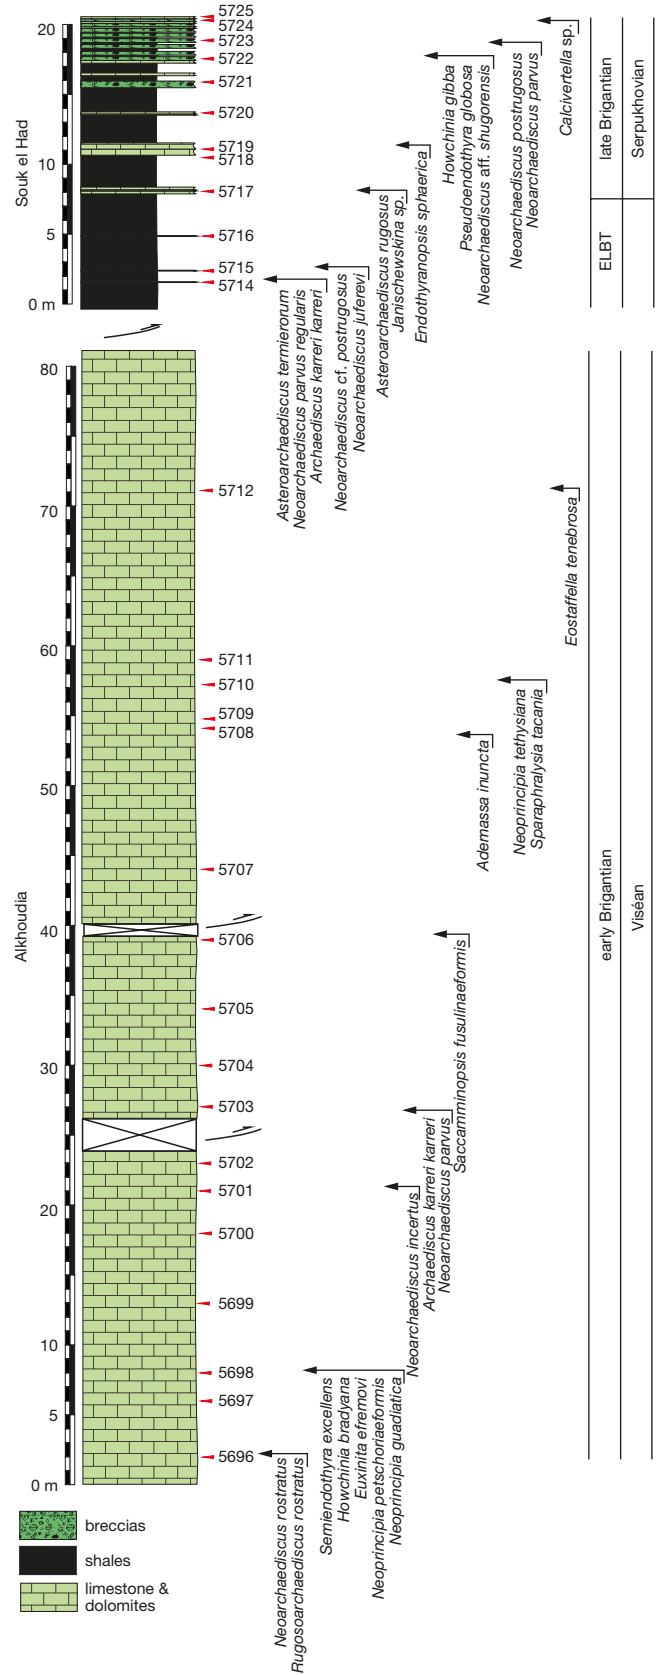 20
10
5
0 m
Souk el Had
5725
5724
5723
5722
5721
5720
5719
5718
5717
5716
5715
5714
Asteroarchaediscus termierorum
Neoarchaediscus parvus regularis
Archaediscus karreri karreri
Neoarchaediscus cf. postrugosus
Neoarchaediscus juferevi
Asteroarchaediscus rugosus
Janischewskina sp.
Endothyranopsis sphaerica
Howchinia gibba
Pseudoendothyra globosa
Neoarchaediscus aff. shugorensis
Neoarchaediscus postrugosus
Neoarchaediscus parvus
Calcivertella sp.
late Brigantian
Serpukhovian
ELBT
80
70
60
50
40
30
20
10
5
0 m
Alkhoudia
5712
5711
5710
5709
5708
5707
5706
5705
5704
5703
5702
5701
5700
5699
5698
5697
5696
Neoarchaediscus rostratus
Rugosoarchaediscus rostratus
Semiendothyra excellens
Howchinia bradyana
Euxinita efremovi
Neoprincipia petschoriaeformis
Neoprincipia guadiatica
Neoarchaediscus incertus
Archaediscus karreri karreri
Neoarchaediscus parvus
Saccamminopsis fusulinaeformis
Ademassa inuncta
Neoprincipia tethysiana
Sparaphralysia tacania
Eostaffella tenebrosa
early Brigantian
Viséan
breccias
shales
limestone &
dolomites